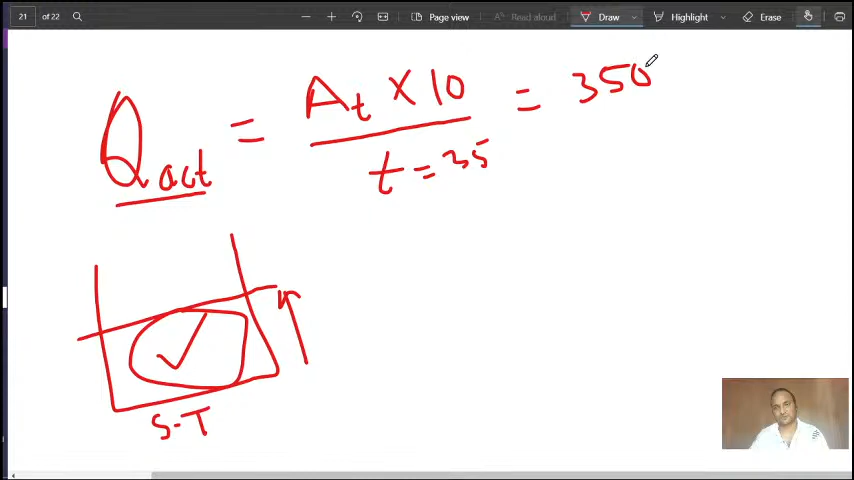 21 of 22 Page view Read aloud Draw Highlight Erase
Qact = At × 10 / t = 35 = 350
S-T